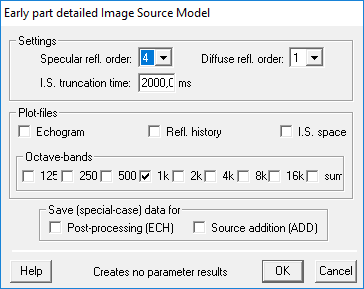 Early part detailed Image Source Model
Settings
Specular refl. order: 4 Diffuse refl. order: 1
I.S. truncation time: 2000,0 ms
Plot-files
Echogram Refl. history I.S. space
Octave-bands
125 250 500 1k 2k 4k 8k 16k sum
Save (special-case) data for
Post-processing (ECH) Source addition (ADD)
Help Creates no parameter results OK Cancel